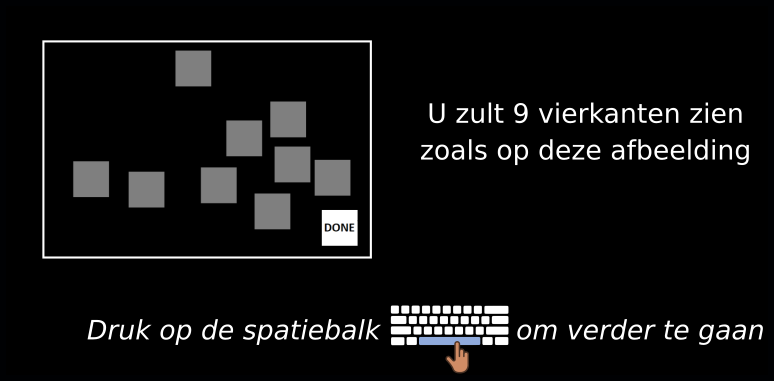 U zult 9 vierkanten zien
zoals op deze afbeelding
DONE
Druk op de spatiebalk om verder te gaan